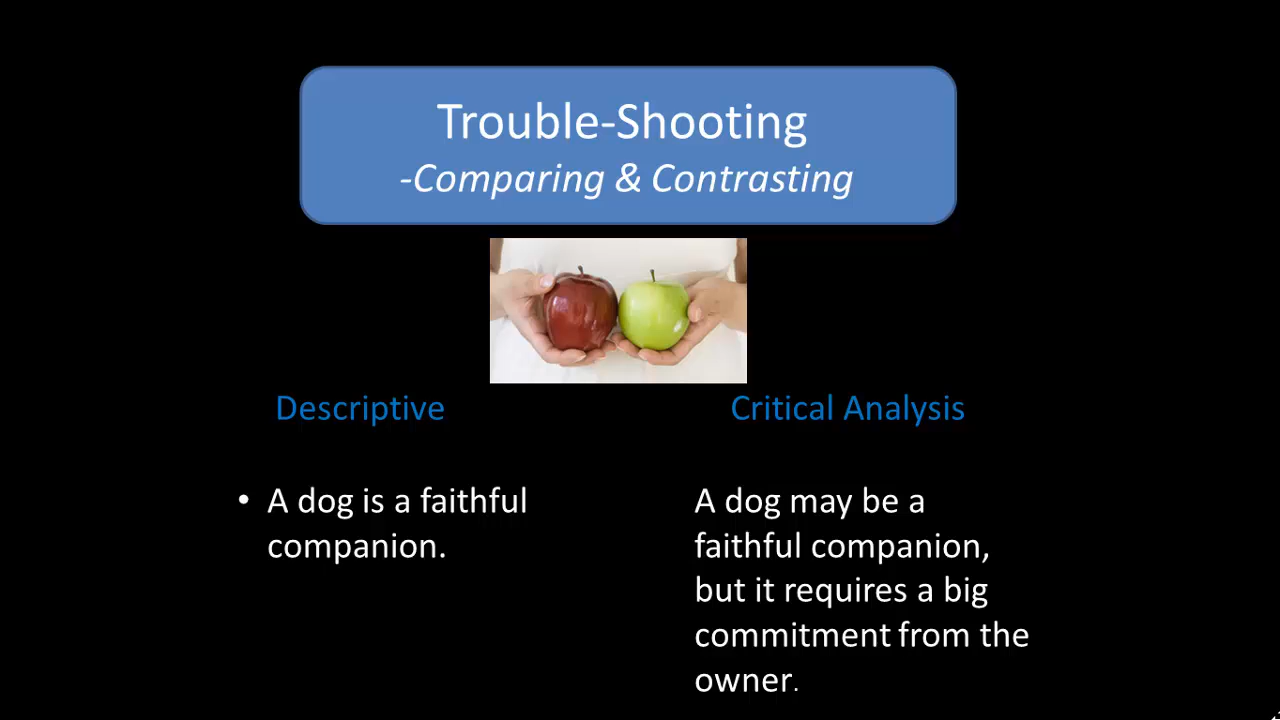 Trouble-Shooting
-Comparing & Contrasting
Descriptive
• A dog is a faithful
companion.
Critical Analysis
A dog may be a
faithful companion,
but it requires a big
commitment from the
owner.